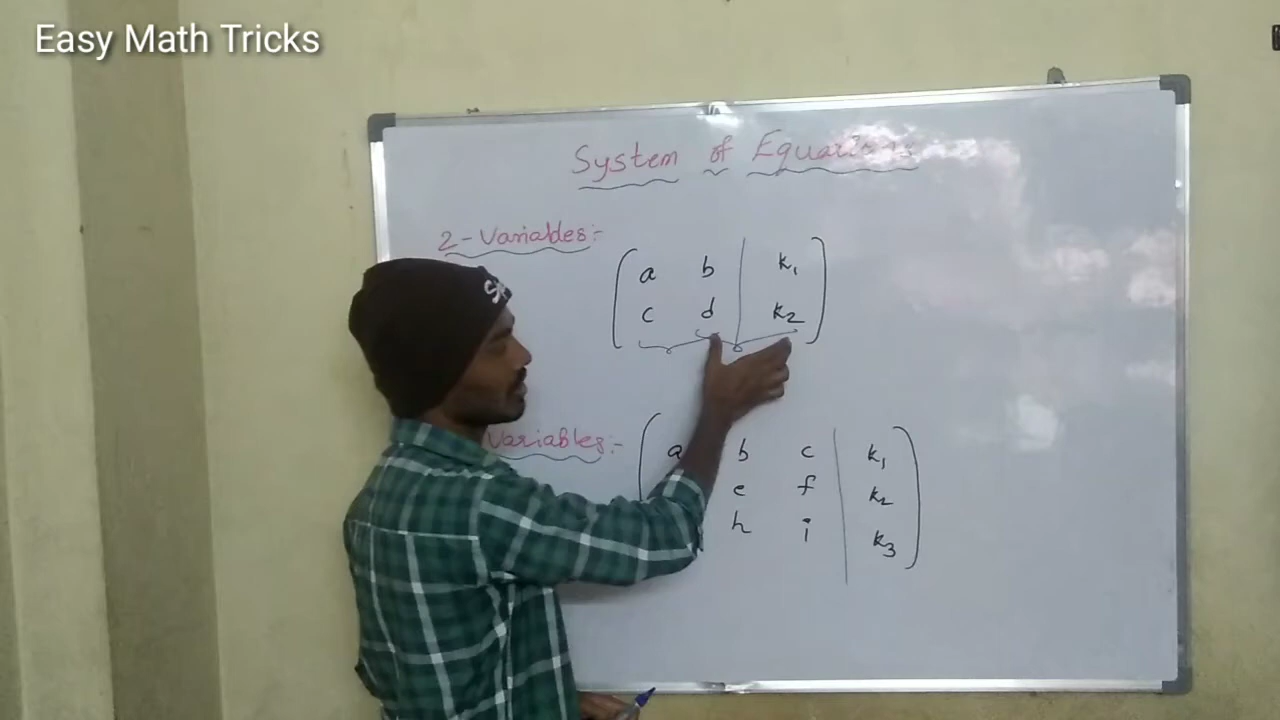 Easy Math Tricks
System of Equations
2-Variables:-
a b k₁
c d k₂
Variables:-
a b c k₁
e f k₂
h i k₃